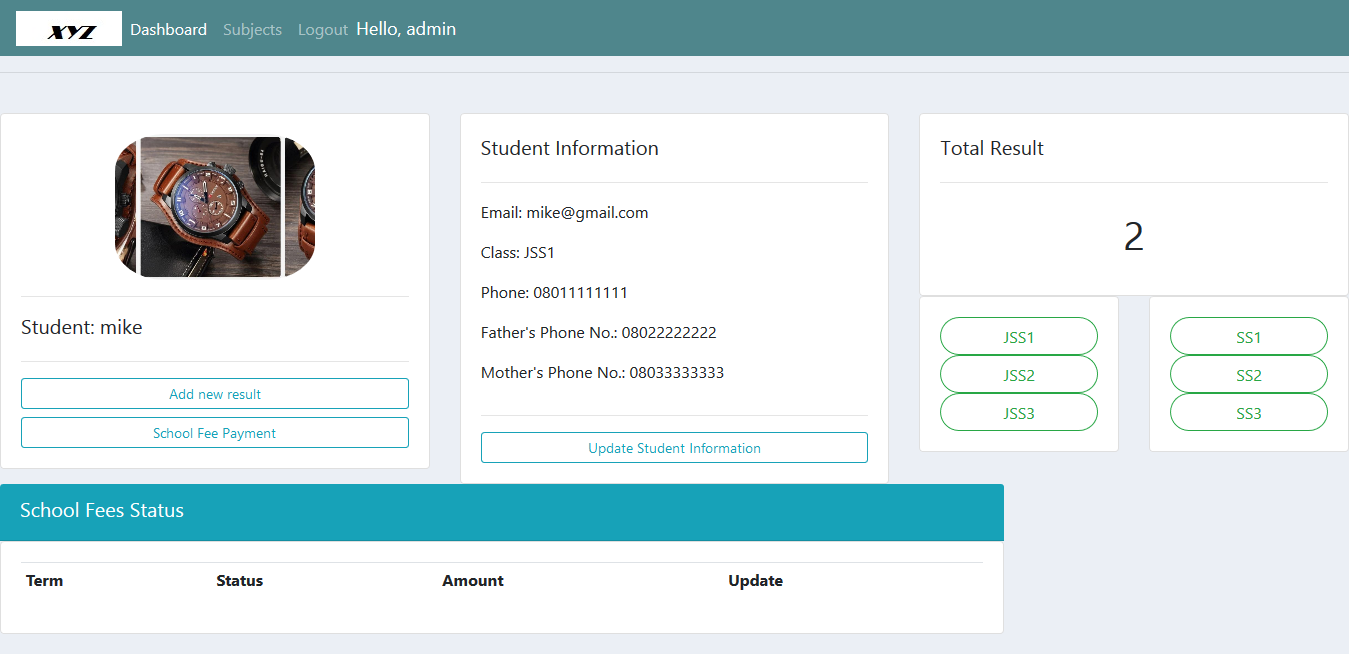 XYZ Dashboard Subjects Logout Hello, admin
Student: mike
Add new result
School Fee Payment
Student Information
Email: mike@gmail.com
Class: JSS1
Phone: 08011111111
Father's Phone No.: 08022222222
Mother's Phone No.: 08033333333
Update Student Information
Total Result
2
JSS1
JSS2
JSS3
SS1
SS2
SS3
School Fees Status
Term Status Amount Update